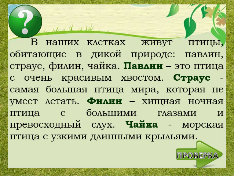 В наших клетках живут птицы,
обитающие в дикой природе: павлин,
страус, филин, чайка. Павлин – это птица
с очень красивым хвостом. Страус -
самая большая птица мира, которая не
умеет летать. Филин – хищная ночная
птица с большими глазами и
превосходный слух. Чайка - морская
птица с узкими длинными крыльями.
ПРОВЕРКА